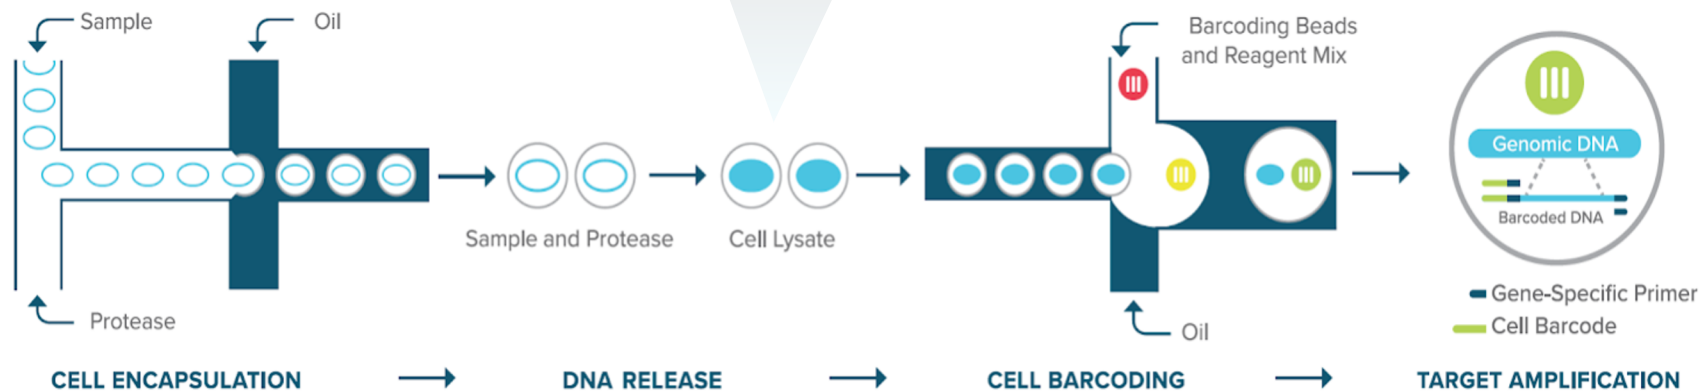 Sample
Oil
Protease
Sample and Protease
Cell Lysate
Barcoding Beads
and Reagent Mix
Oil
Genomic DNA
Barcoded DNA
Gene-Specific Primer
Cell Barcode
CELL ENCAPSULATION
DNA RELEASE
CELL BARCODING
TARGET AMPLIFICATION